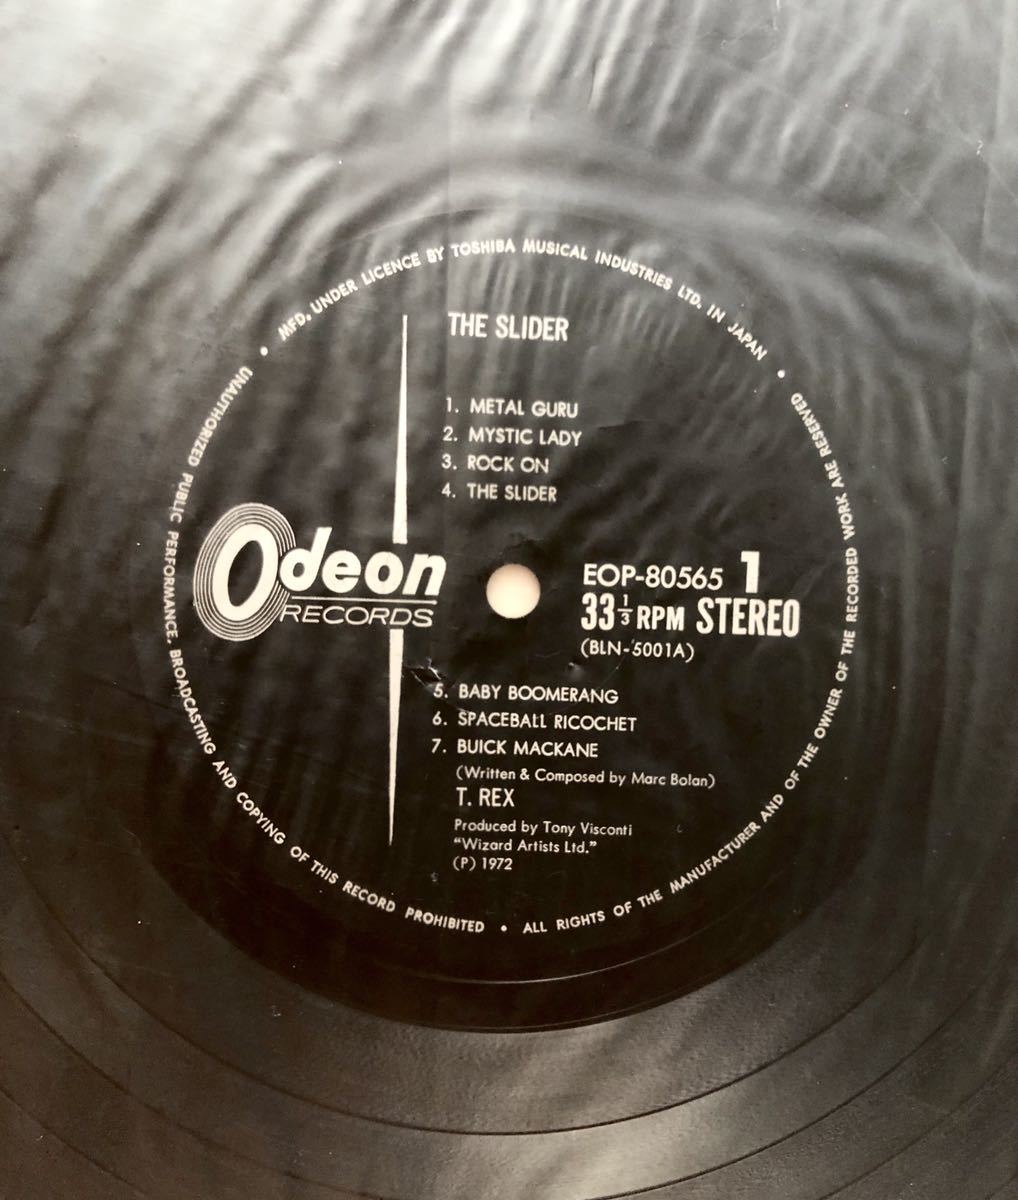 MFD. UNDER LICENCE BY TOSHIBA MUSICAL INDUSTRIES LTD. IN JAPAN •
THE SLIDER
1. METAL GURU
2. MYSTIC LADY
3. ROCK ON
4. THE SLIDER
Odeon
RECORDS
EOP-80565 1
33 1/3 RPM STEREO
(BLN-5001A)
5. BABY BOOMERANG
6. SPACEBALL RICOCHET
7. BUICK MACKANE
(Written & Composed by Marc Bolan)
T. REX
Produced by Tony Visconti
"Wizard Artists Ltd."
(P) 1972
ALL RIGHTS OF THE MANUFACTURER AND OF THE OWNER OF THE RECORDED WORK ARE RESERVED •
UNAUTHORIZED PUBLIC PERFORMANCE, BROADCASTING AND COPYING OF THIS RECORD PROHIBITED •